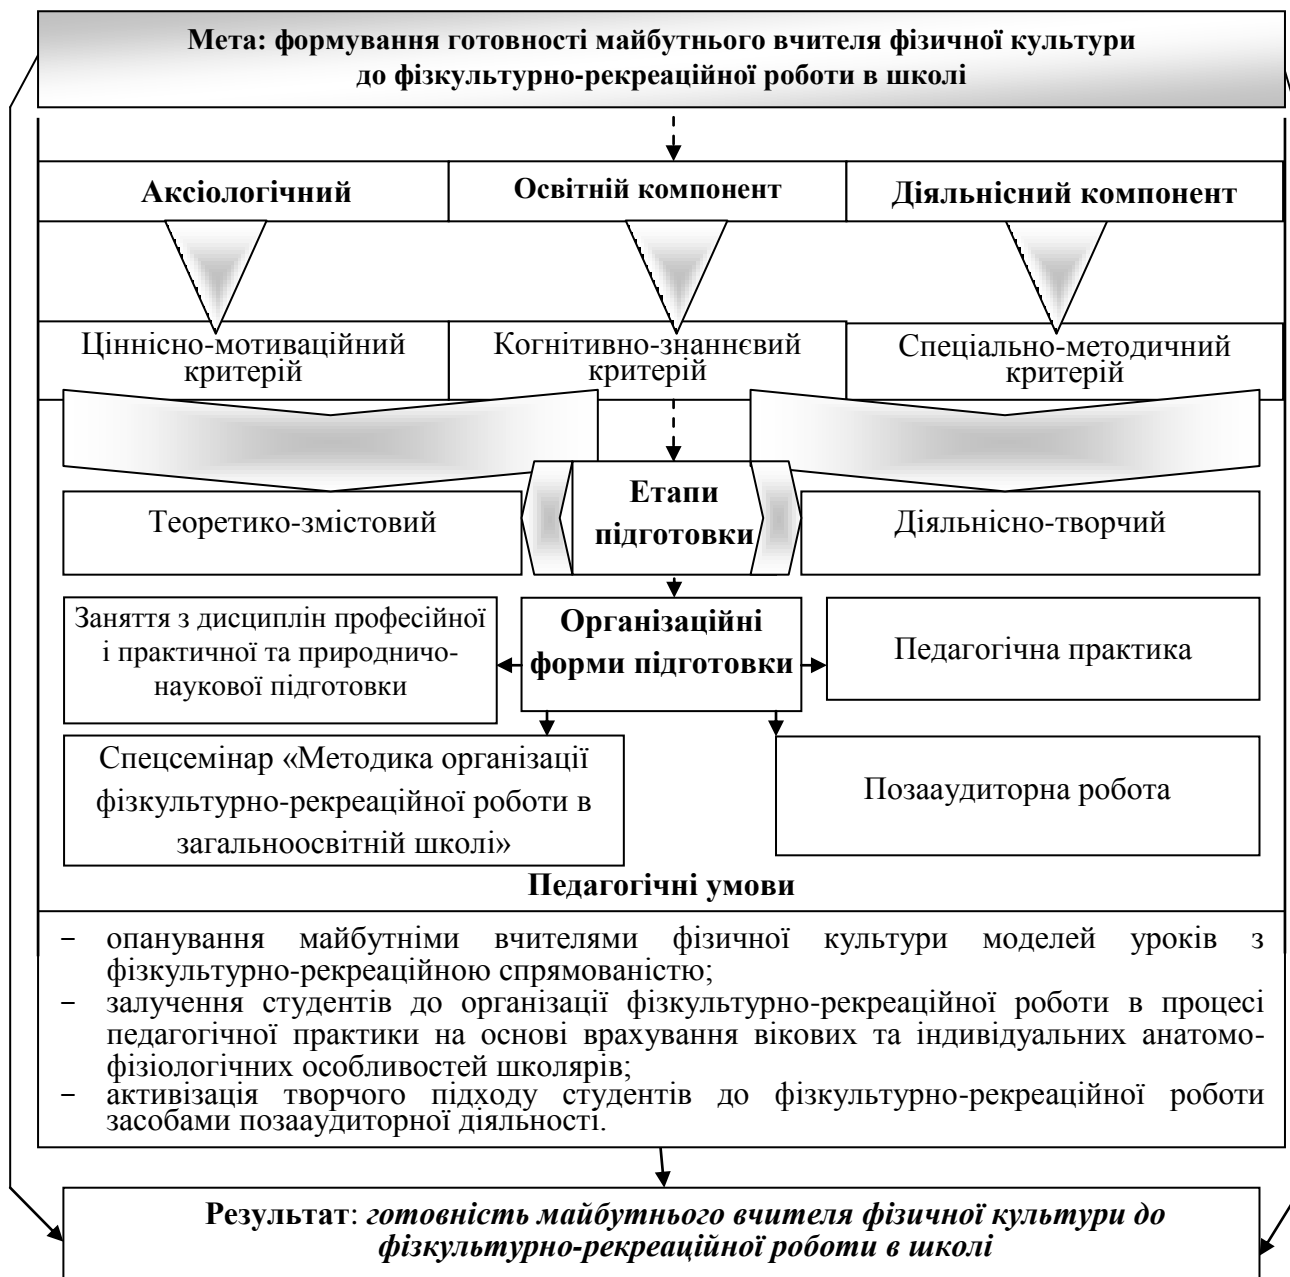 Мета: формування готовності майбутнього вчителя фізичної культури
до фізкультурно-рекреаційної роботи в школі
Аксіологічний
Освітній компонент
Діяльнісний компонент
Ціннісно-мотиваційний
критерій
Когнітивно-знаннєвий
критерій
Спеціально-методичний
критерій
Теоретико-змістовий
Етапи
підготовки
Діяльнісно-творчий
Заняття з дисциплін професійної
і практичної та природничо-
наукової підготовки
Організаційні
форми підготовки
Педагогічна практика
Спецсемінар «Методика організації
фізкультурно-рекреаційної роботи в
загальноосвітній школі»
Позааудиторна робота
Педагогічні умови
− опанування майбутніми вчителями фізичної культури моделей уроків з
фізкультурно-рекреаційною спрямованістю;
− залучення студентів до організації фізкультурно-рекреаційної роботи в процесі
педагогічної практики на основі врахування вікових та індивідуальних анатомо-
фізіологічних особливостей школярів;
− активізація творчого підходу студентів до фізкультурно-рекреаційної роботи
засобами позааудиторної діяльності.
Результат: готовність майбутнього вчителя фізичної культури до
фізкультурно-рекреаційної роботи в школі